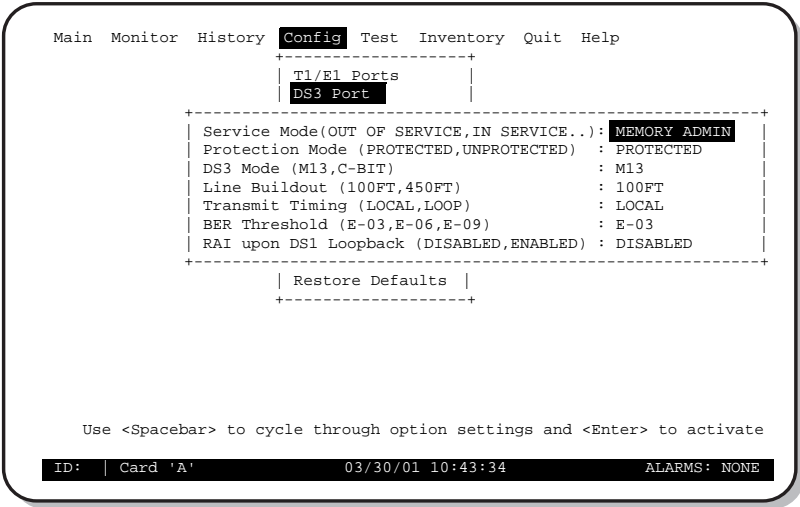 Main Monitor History Config Test Inventory Quit Help
T1/E1 Ports
DS3 Port
Service Mode(OUT OF SERVICE,IN SERVICE..): MEMORY ADMIN
Protection Mode (PROTECTED,UNPROTECTED) : PROTECTED
DS3 Mode (M13,C-BIT) : M13
Line Buildout (100FT,450FT) : 100FT
Transmit Timing (LOCAL,LOOP) : LOCAL
BER Threshold (E-03,E-06,E-09) : E-03
RAI upon DS1 Loopback (DISABLED,ENABLED) : DISABLED
Restore Defaults
Use <Spacebar> to cycle through option settings and <Enter> to activate
ID: | Card 'A' 03/30/01 10:43:34 ALARMS: NONE